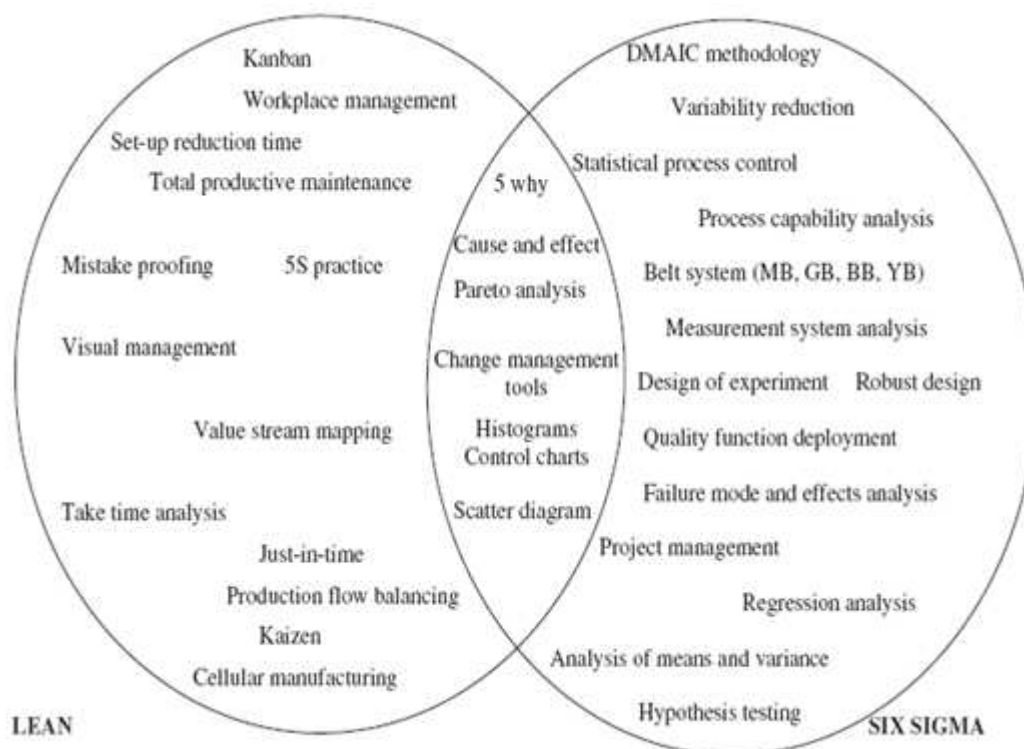 Kanban
Workplace management
Set-up reduction time
Total productive maintenance
Mistake proofing
5S practice
Visual management
Value stream mapping
Take time analysis
Just-in-time
Production flow balancing
Kaizen
Cellular manufacturing
LEAN
5 why
Cause and effect
Pareto analysis
Change management
tools
Histograms
Control charts
Scatter diagram
DMAIC methodology
Variability reduction
Statistical process control
Process capability analysis
Belt system (MB, GB, BB, YB)
Measurement system analysis
Design of experiment
Robust design
Quality function deployment
Failure mode and effects analysis
Project management
Regression analysis
Analysis of means and variance
Hypothesis testing
SIX SIGMA